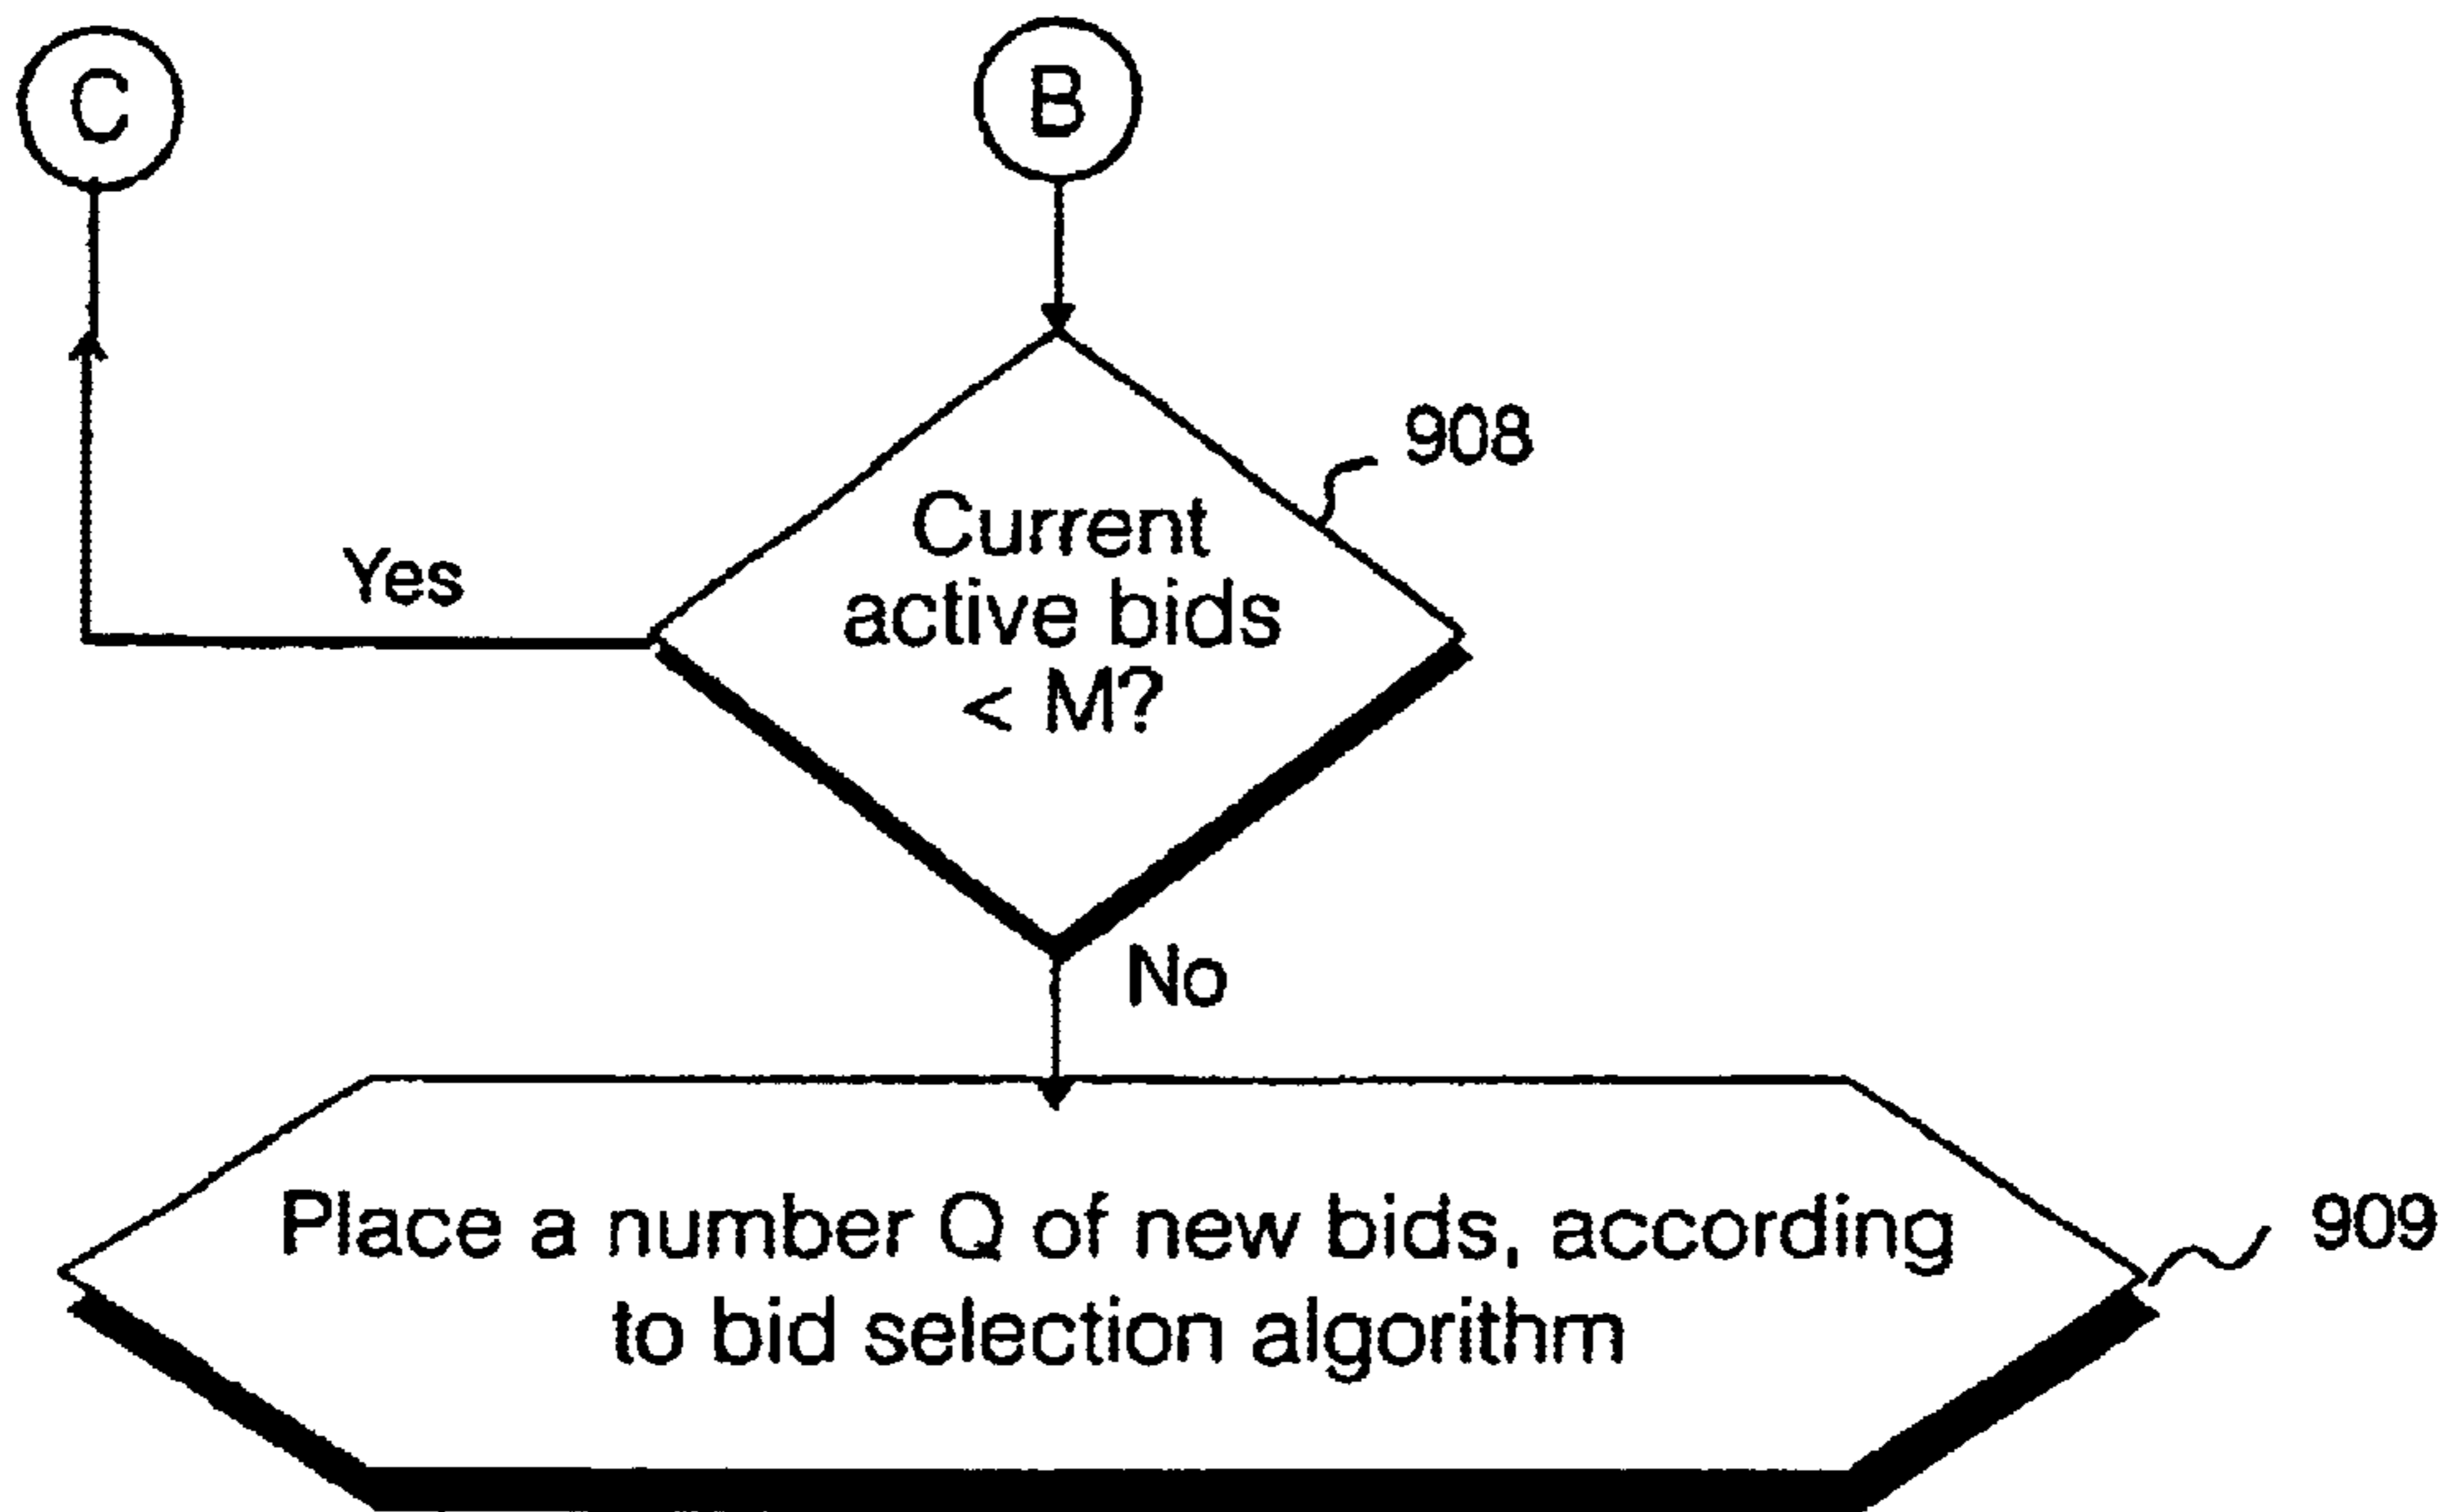 C
B
908
Current
active bids
< M?
Yes
No
Place a number Q of new bids, according
to bid selection algorithm
909